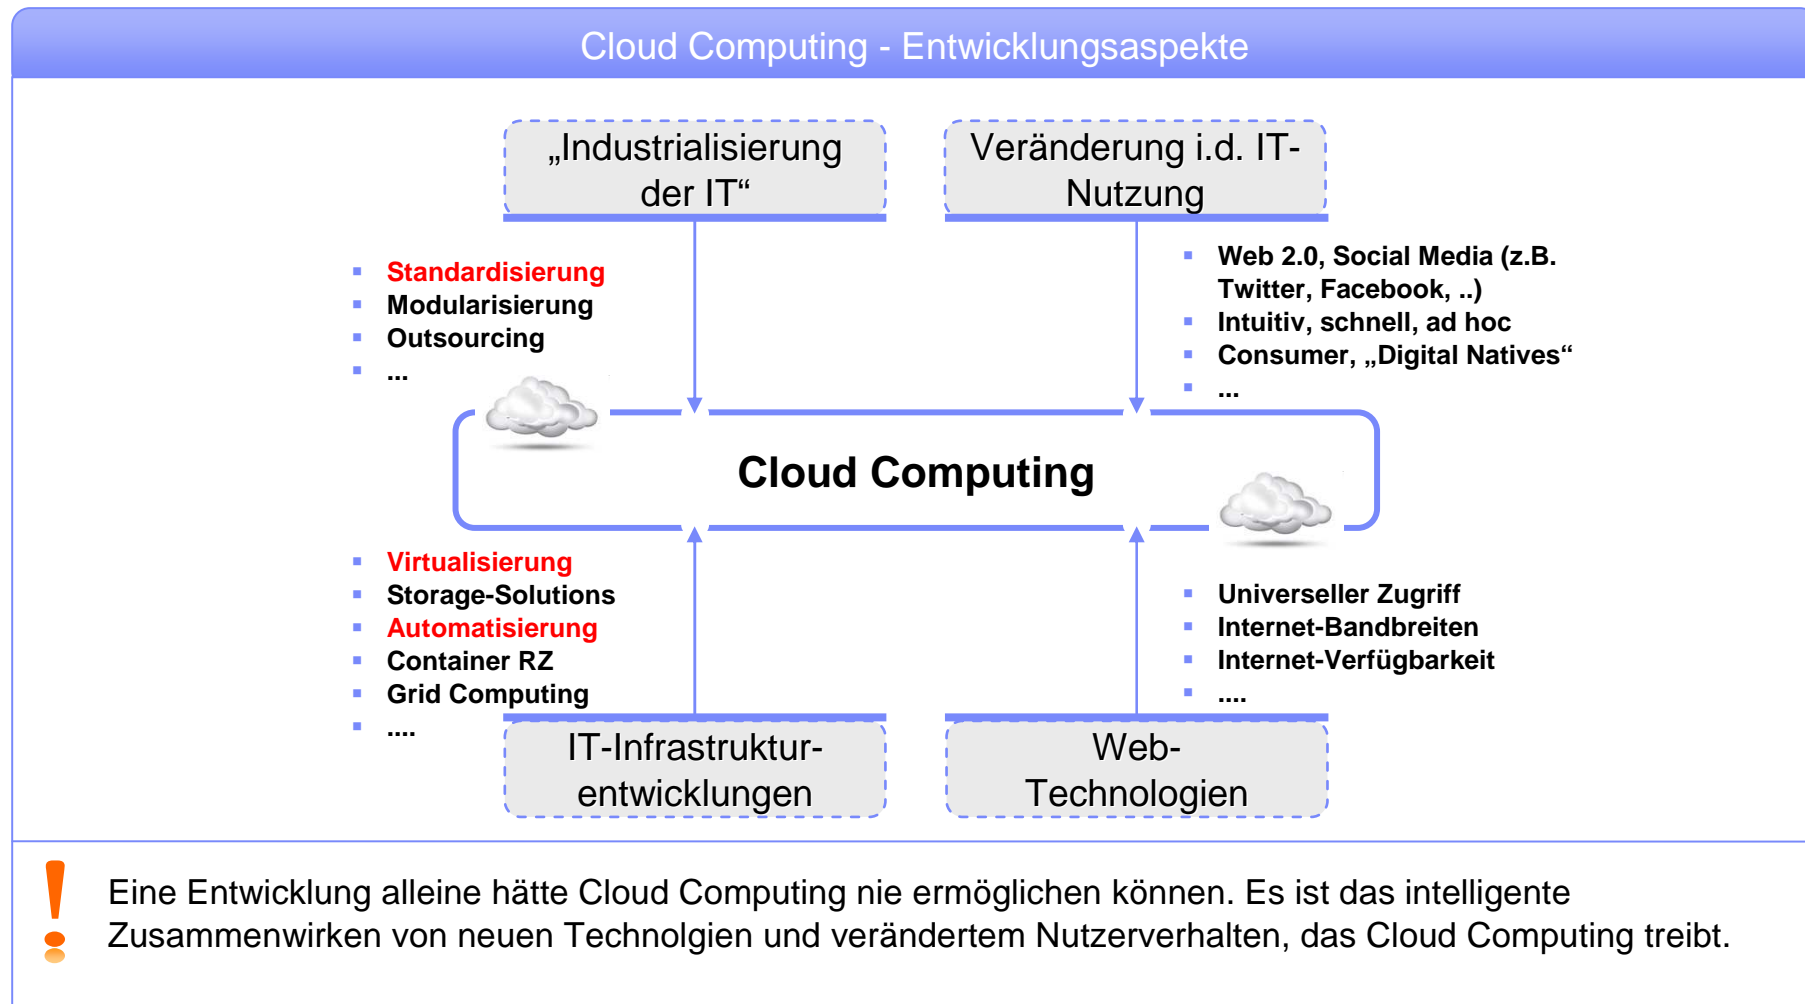 Cloud Computing - Entwicklungsaspekte
„Industrialisierung
der IT“
Veränderung i.d. IT-
Nutzung
Standardisierung
Modularisierung
Outsourcing
...
Web 2.0, Social Media (z.B.
Twitter, Facebook, ..)
Intuitiv, schnell, ad hoc
Consumer, „Digital Natives“
...
Cloud Computing
Virtualisierung
Storage-Solutions
Automatisierung
Container RZ
Grid Computing
....
Universeller Zugriff
Internet-Bandbreiten
Internet-Verfügbarkeit
....
IT-Infrastruktur-
entwicklungen
Web-
Technologien
! Eine Entwicklung alleine hätte Cloud Computing nie ermöglichen können. Es ist das intelligente
Zusammenwirken von neuen Technolgien und verändertem Nutzerverhalten, das Cloud Computing treibt.